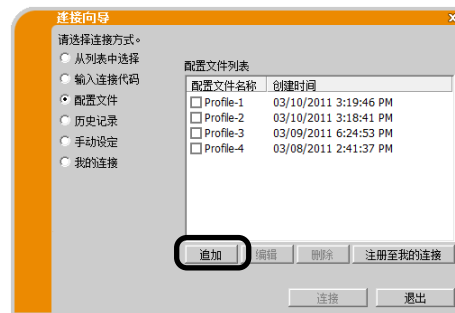 连接向导
x
请选择连接方式。
从列表中选择
输入连接代码
配置文件
历史记录
手动设定
我的连接
配置文件列表
配置文件名称 创建时间
Profile-1 03/10/2011 3:19:46 PM
Profile-2 03/10/2011 3:18:41 PM
Profile-3 03/09/2011 6:24:53 PM
Profile-4 03/08/2011 2:41:37 PM
追加 编辑 删除 注册至我的连接
连接 退出